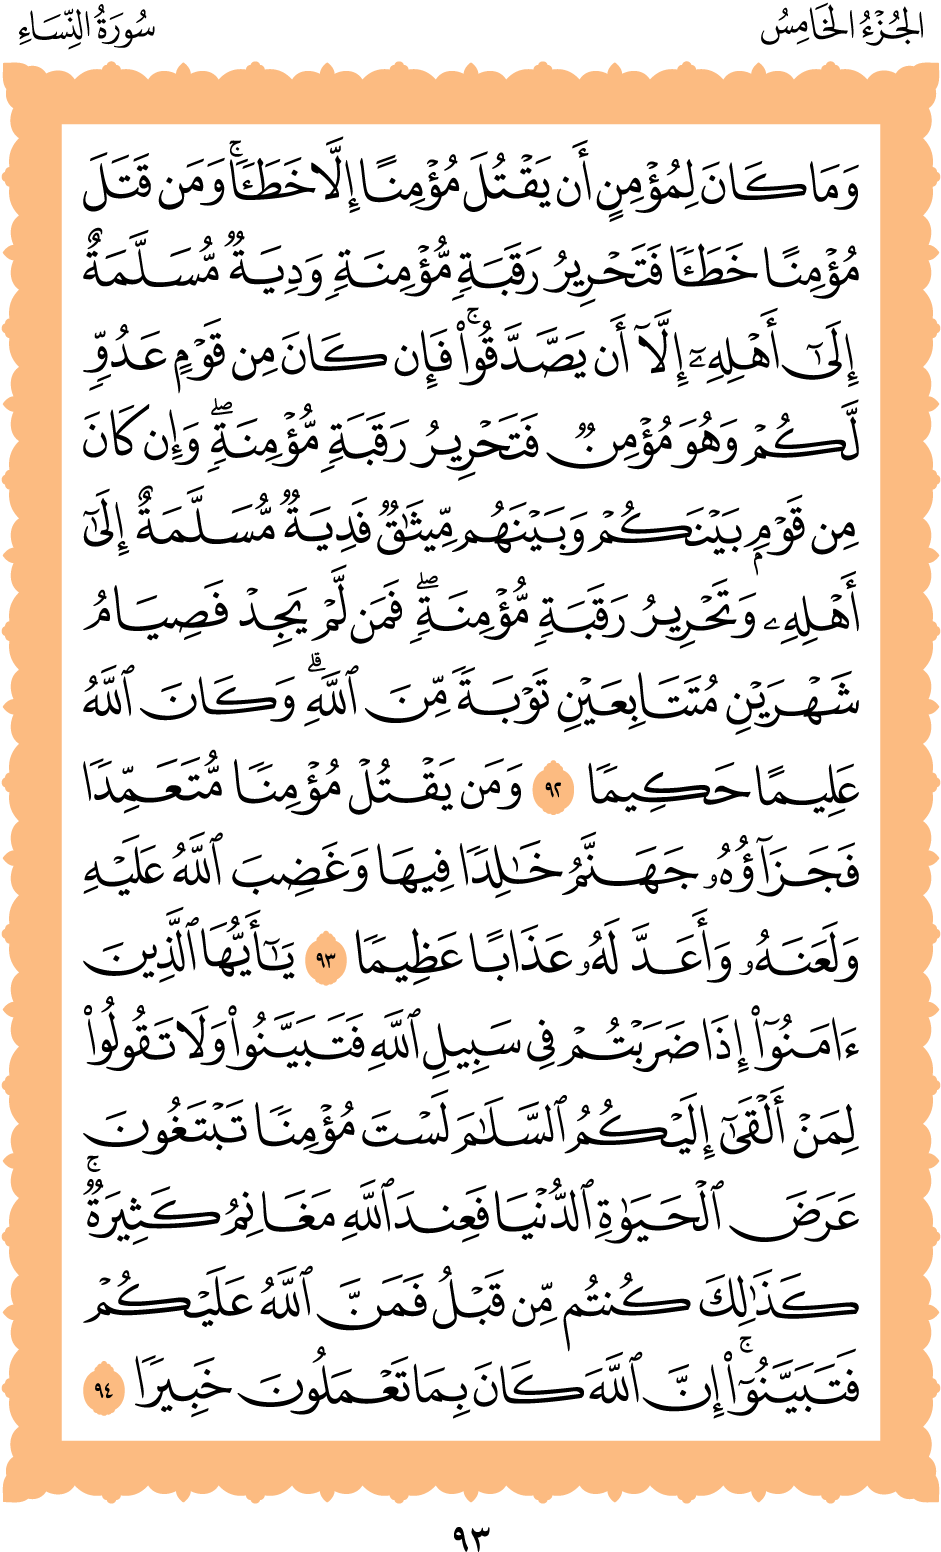 الجُزْءُ الخَامِسُ
سُورَةُ النِّسَاءِ
وَمَا كَانَ لِمُؤْمِنٍ أَن يَقْتُلَ مُؤْمِنًا إِلَّا خَطَـًٔا ۚ وَمَن قَتَلَ
مُؤْمِنًا خَطَـًٔا فَتَحْرِيرُ رَقَبَةٍ مُّؤْمِنَةٍ وَدِيَةٌ مُّسَلَّمَةٌ
إِلَىٰٓ أَهْلِهِۦٓ إِلَّآ أَن يَصَّدَّقُوا۟ ۚ فَإِن كَانَ مِن قَوْمٍ عَدُوٍّ
لَّكُمْ وَهُوَ مُؤْمِنٌ فَتَحْرِيرُ رَقَبَةٍ مُّؤْمِنَةٍ ۖ وَإِن كَانَ
مِن قَوْمٍۭ بَيْنَكُمْ وَبَيْنَهُم مِّيثَـٰقٌ فَدِيَةٌ مُّسَلَّمَةٌ إِلَىٰٓ
أَهْلِهِۦ وَتَحْرِيرُ رَقَبَةٍ مُّؤْمِنَةٍ ۖ فَمَن لَّمْ يَجِدْ فَصِيَامُ
شَهْرَيْنِ مُتَتَابِعَيْنِ تَوْبَةً مِّنَ ٱللَّهِ ۗ وَكَانَ ٱللَّهُ
عَلِيمًا حَكِيمًا ٩٢ وَمَن يَقْتُلْ مُؤْمِنًا مُّتَعَمِّدًا
فَجَزَآؤُهُۥ جَهَنَّمُ خَـٰلِدًا فِيهَا وَغَضِبَ ٱللَّهُ عَلَيْهِ
وَلَعَنَهُۥ وَأَعَدَّ لَهُۥ عَذَابًا عَظِيمًا ٩٣ يَـٰٓأَيُّهَا ٱلَّذِينَ
ءَامَنُوٓا۟ إِذَا ضَرَبْتُمْ فِى سَبِيلِ ٱللَّهِ فَتَبَيَّنُوا۟ وَلَا تَقُولُوا۟
لِمَنْ أَلْقَىٰٓ إِلَيْكُمُ ٱلسَّلَـٰمَ لَسْتَ مُؤْمِنًا تَبْتَغُونَ
عَرَضَ ٱلْحَيَوٰةِ ٱلدُّنْيَا فَعِندَ ٱللَّهِ مَغَانِمُ كَثِيرَةٌ ۚ
كَذَٰلِكَ كُنتُم مِّن قَبْلُ فَمَنَّ ٱللَّهُ عَلَيْكُمْ
فَتَبَيَّنُوٓا۟ ۚ إِنَّ ٱللَّهَ كَانَ بِمَا تَعْمَلُونَ خَبِيرًا ٩٤
٩٣